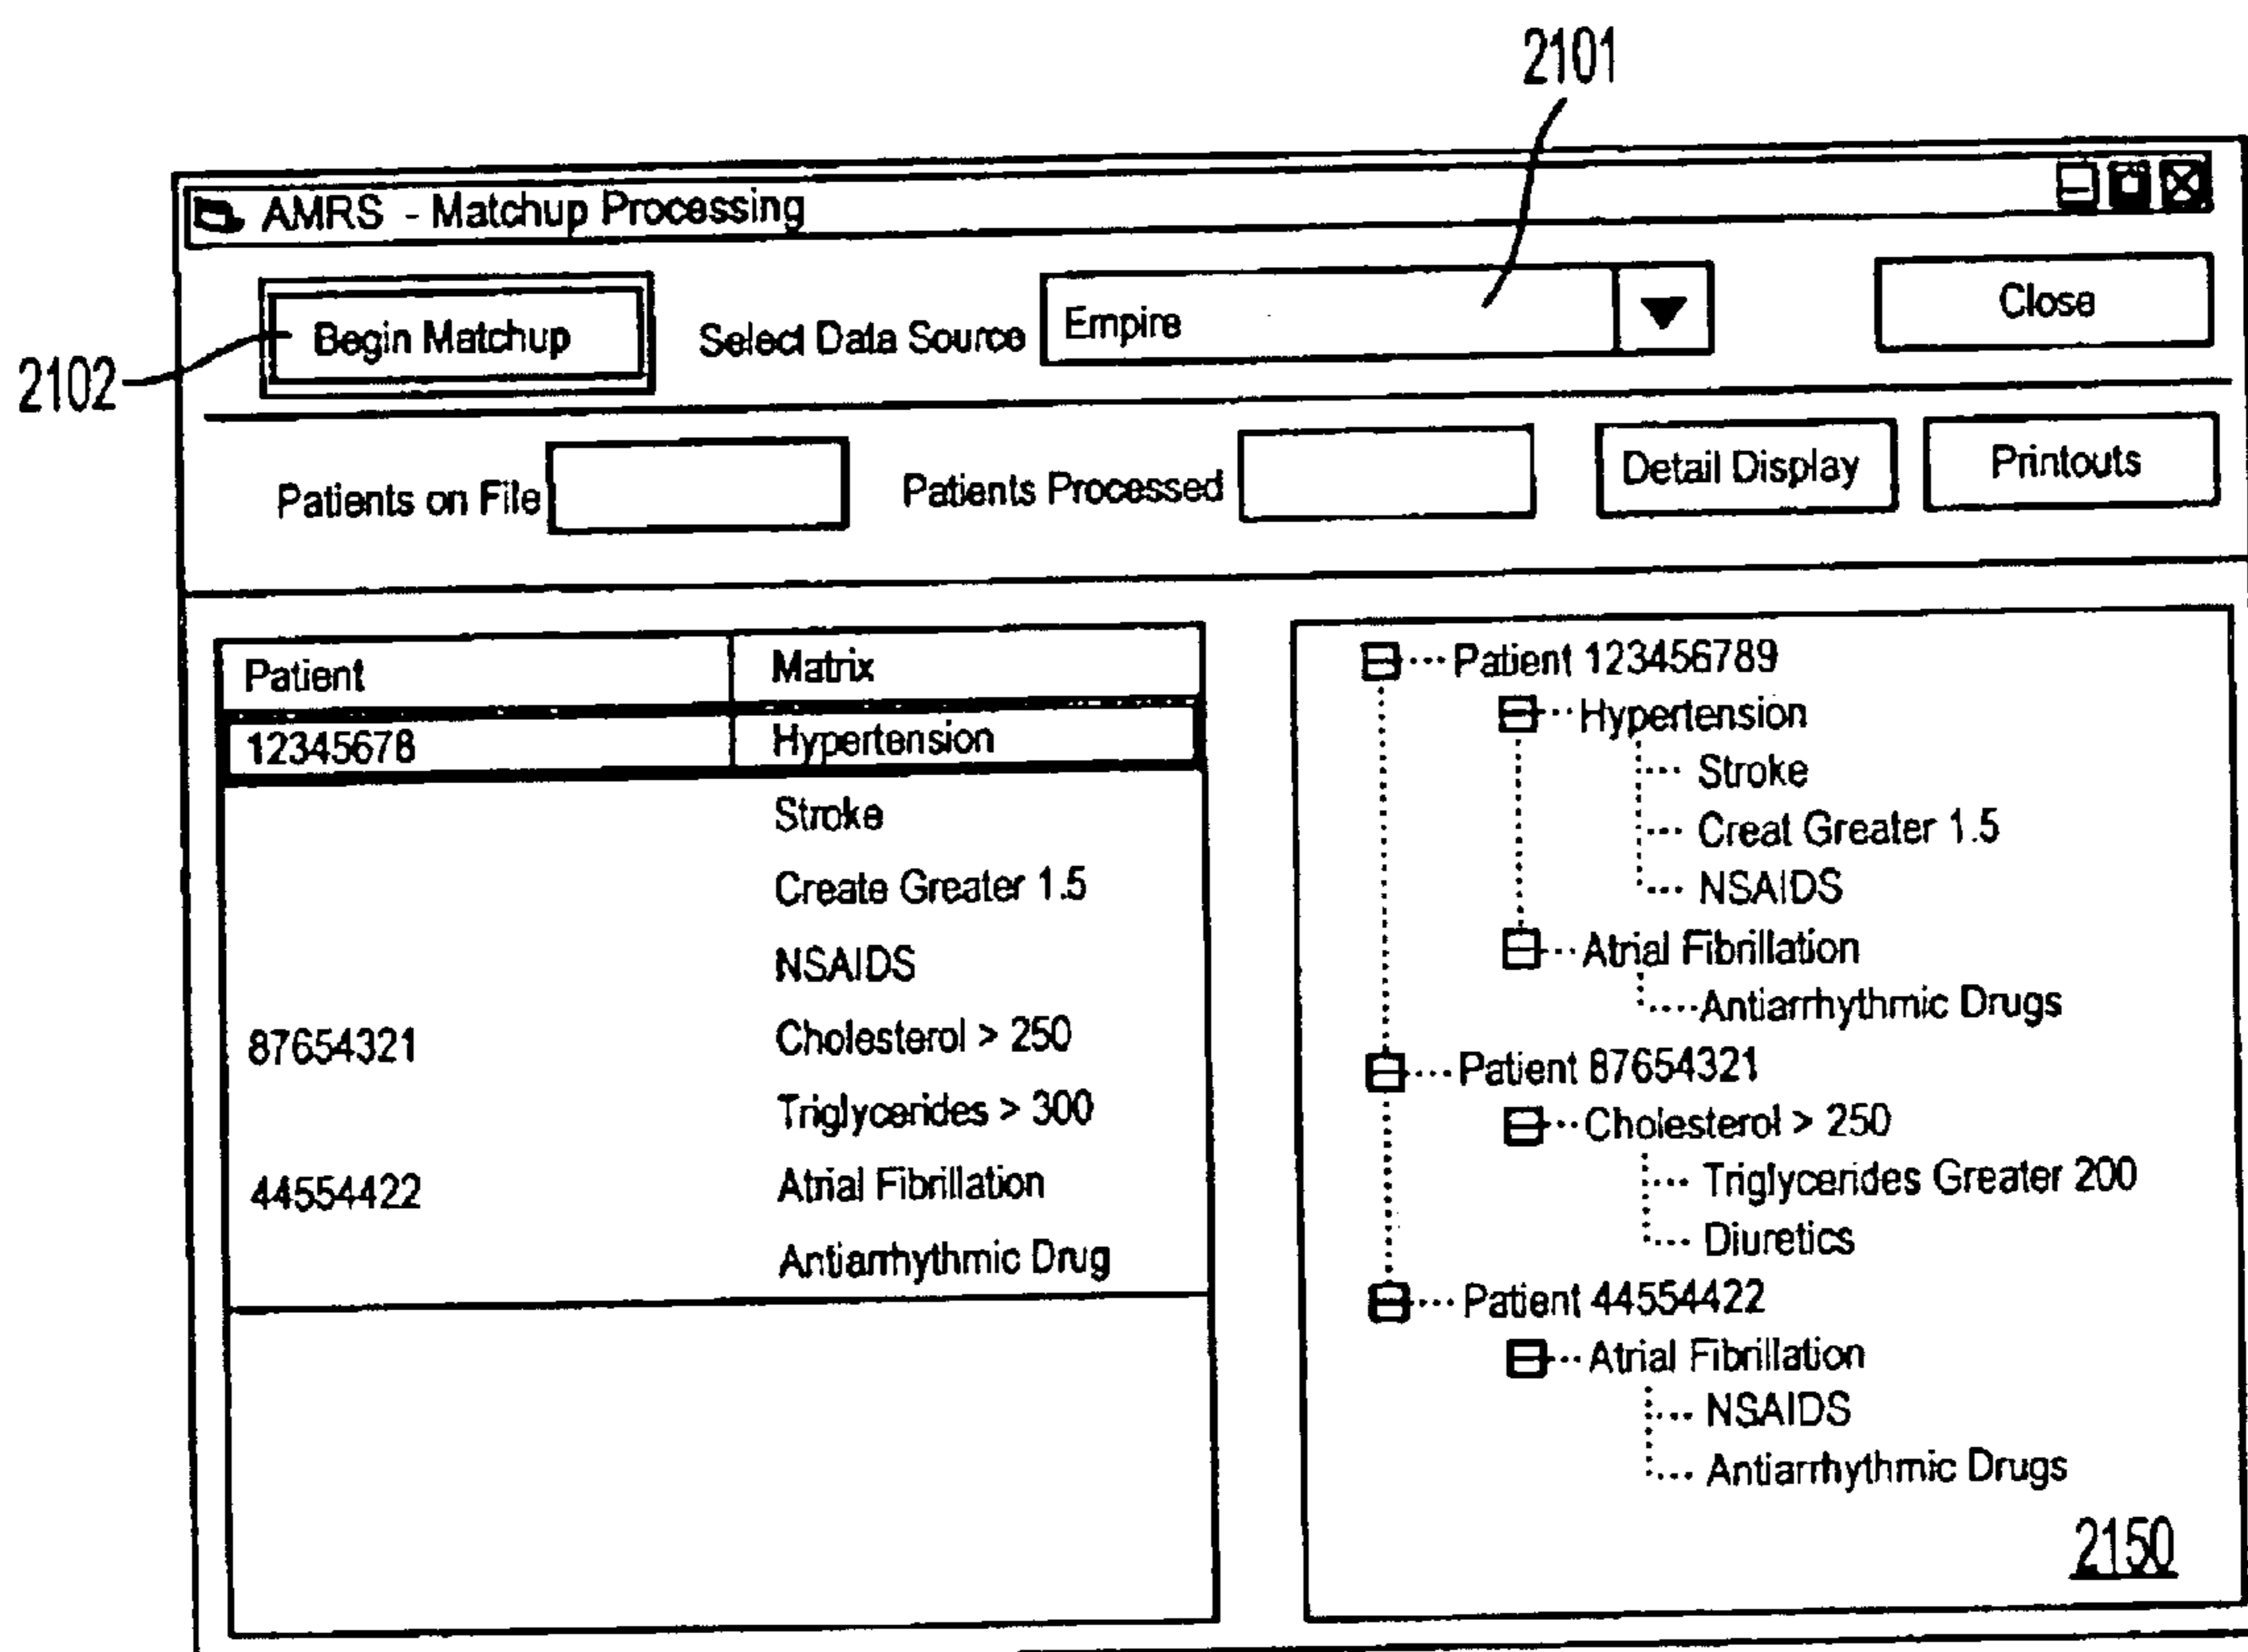 2101
AMRS - Matchup Processing
2102
Begin Matchup
Select Data Source
Empire
Close
Patients on File
Patients Processed
Detail Display
Printouts
Patient Matrix
12345678 Hypertension
Stroke
Create Greater 1.5
NSAIDS
87654321 Cholesterol > 250
Triglycerides > 300
44554422 Atrial Fibrillation
Antiarrhythmic Drug
Patient 123456789
Hypertension
Stroke
Creat Greater 1.5
NSAIDS
Atrial Fibrillation
Antiarrhythmic Drugs
Patient 87654321
Cholesterol > 250
Triglycerides Greater 200
Diuretics
Patient 44554422
Atrial Fibrillation
NSAIDS
Antiarrhythmic Drugs
2150